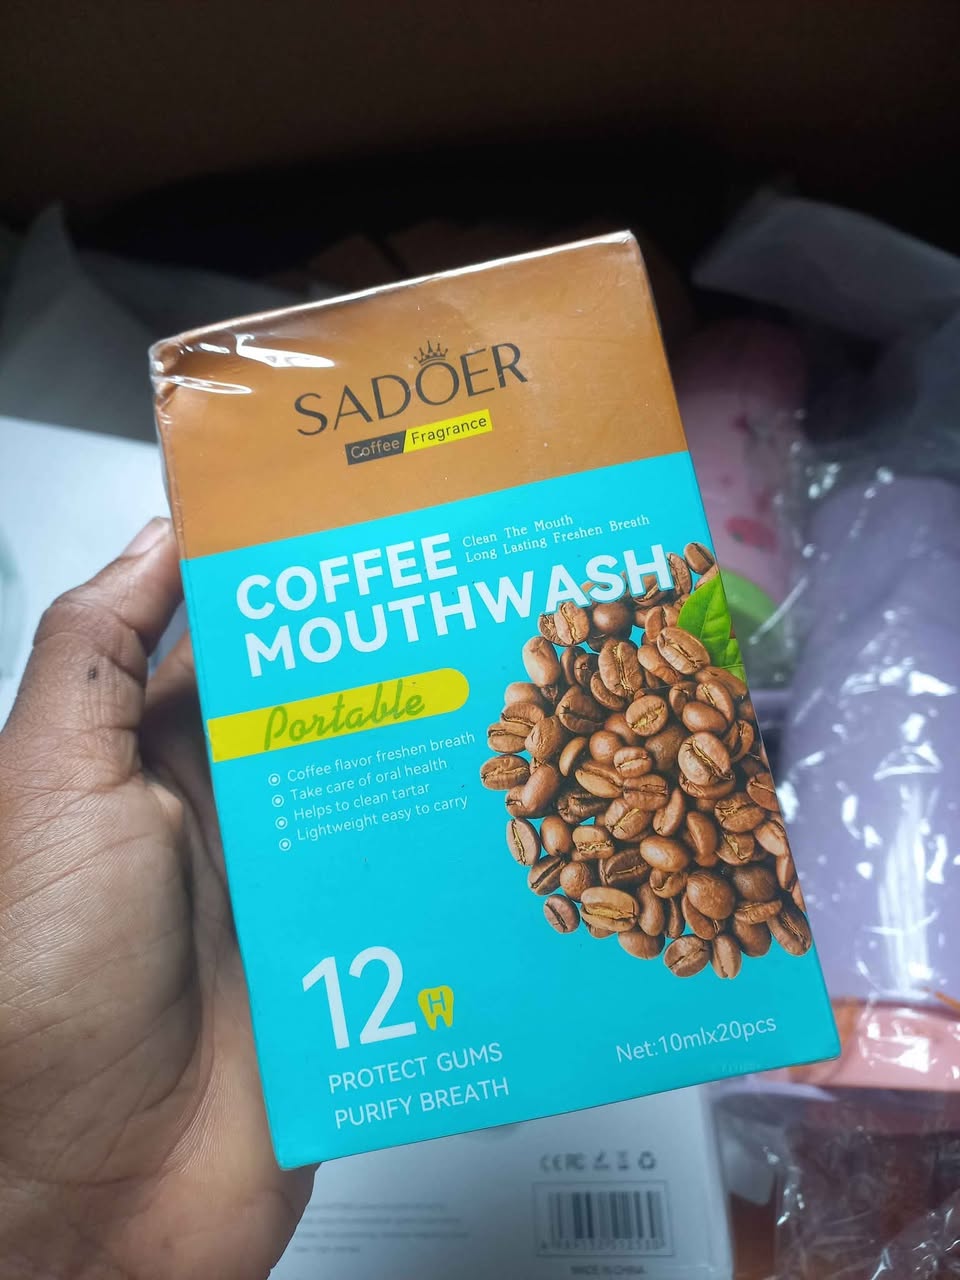 SADOER
Coffee Fragrance
COFFEE
MOUTHWASH
Clean The Mouth
Long Lasting Freshen Breath
Portable
Coffee flavor freshen breath
Take care of oral health
Helps to clean tartar
Lightweight easy to carry
12
H
PROTECT GUMS
PURIFY BREATH
Net:10mlx20pcs
MADE IN CHINA